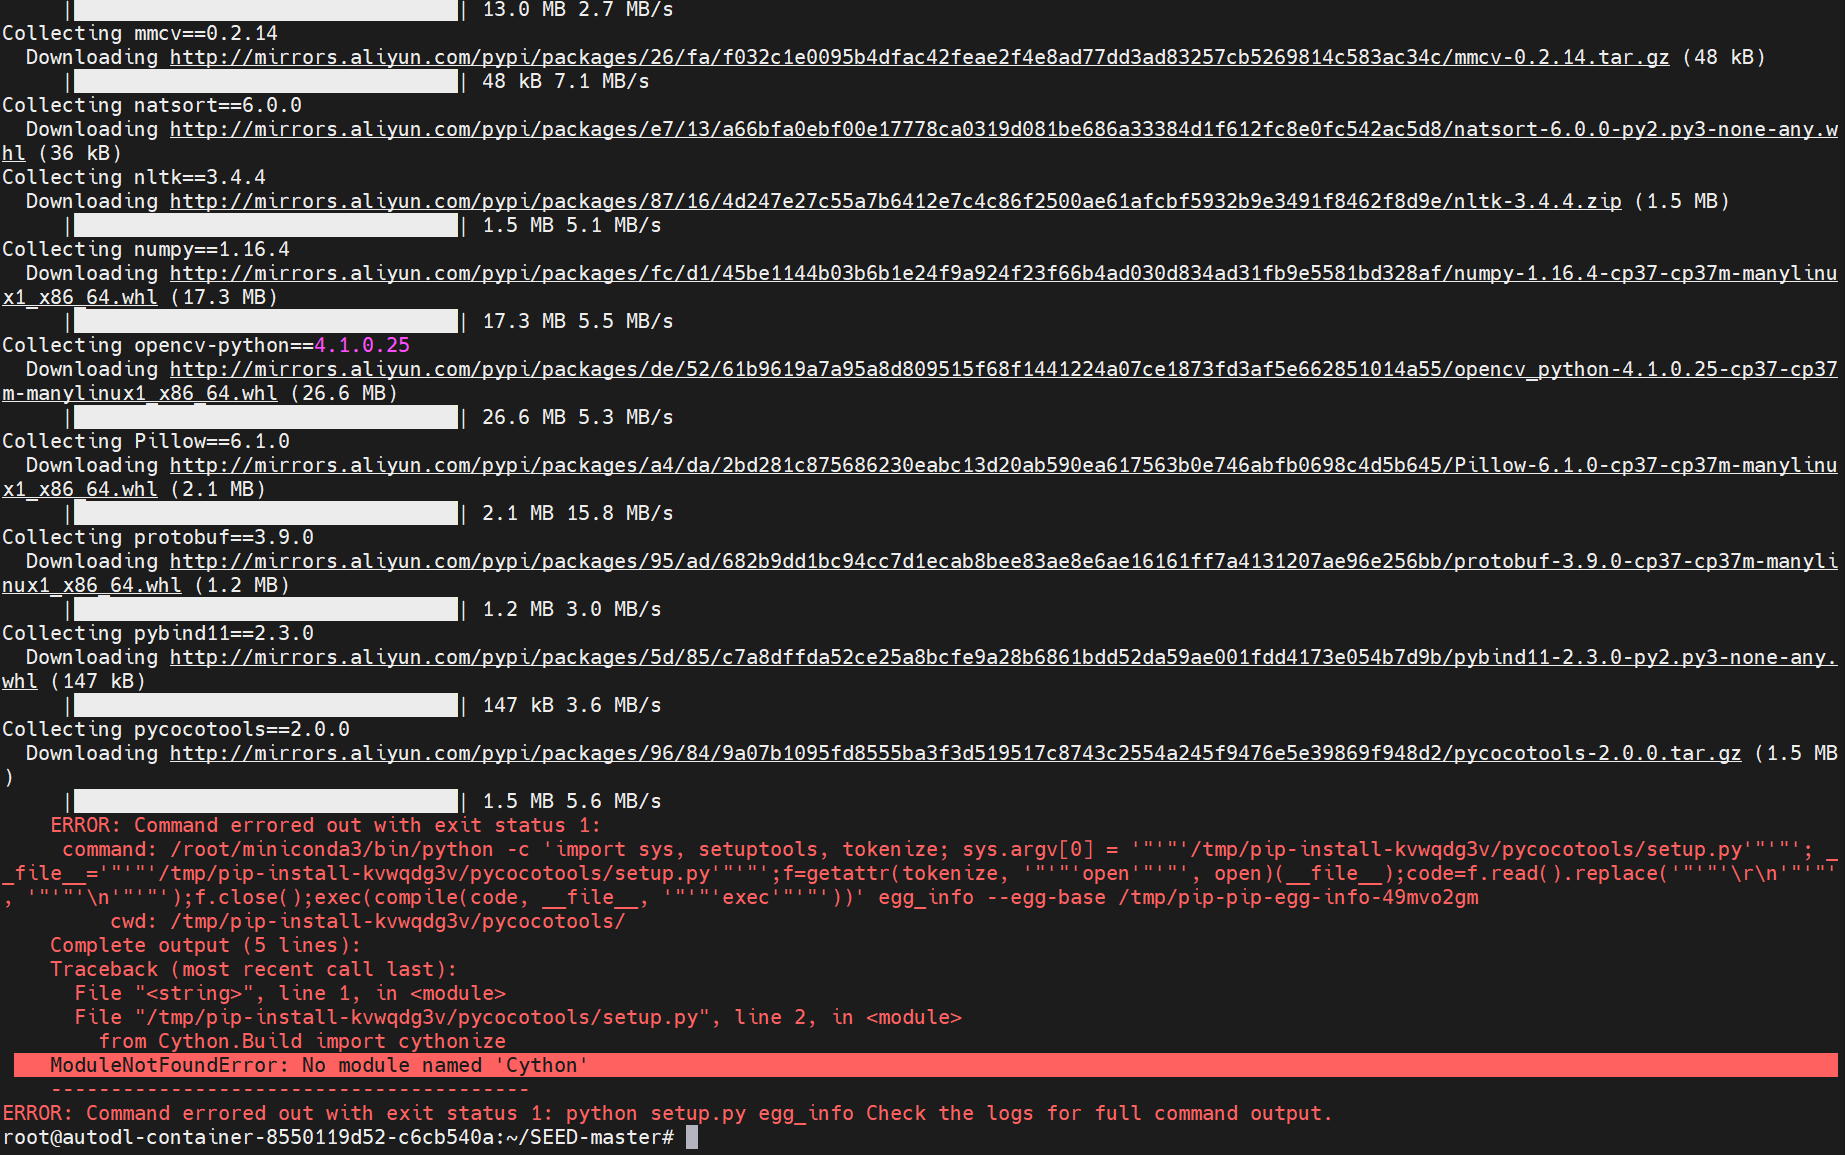 |                                | 13.0 MB 2.7 MB/s
Collecting mmcv==0.2.14
  Downloading http://mirrors.aliyun.com/pypi/packages/26/fa/f032c1e0095b4dfac42feae2f4e8ad77dd3ad83257cb5269814c583ac34c/mmcv-0.2.14.tar.gz (48 kB)
     |                                | 48 kB 7.1 MB/s
Collecting natsort==6.0.0
  Downloading http://mirrors.aliyun.com/pypi/packages/e7/13/a66bfa0ebf00e17778ca0319d081be686a33384d1f612fc8e0fc542ac5d8/natsort-6.0.0-py2.py3-none-any.w
hl (36 kB)
Collecting nltk==3.4.4
  Downloading http://mirrors.aliyun.com/pypi/packages/87/16/4d247e27c55a7b6412e7c4c86f2500ae61afcbf5932b9e3491f8462f8d9e/nltk-3.4.4.zip (1.5 MB)
     |                                | 1.5 MB 5.1 MB/s
Collecting numpy==1.16.4
  Downloading http://mirrors.aliyun.com/pypi/packages/fc/d1/45be1144b03b6b1e24f9a924f23f66b4ad030d834ad31fb9e5581bd328af/numpy-1.16.4-cp37-cp37m-manylinu
x1_x86_64.whl (17.3 MB)
     |                                | 17.3 MB 5.5 MB/s
Collecting opencv-python==4.1.0.25
  Downloading http://mirrors.aliyun.com/pypi/packages/de/52/61b9619a7a95a8d809515f68f1441224a07ce1873fd3af5e662851014a55/opencv_python-4.1.0.25-cp37-cp37
m-manylinux1_x86_64.whl (26.6 MB)
     |                                | 26.6 MB 5.3 MB/s
Collecting Pillow==6.1.0
  Downloading http://mirrors.aliyun.com/pypi/packages/a4/da/2bd281c875686230eabc13d20ab590ea617563b0e746abfb0698c4d5b645/Pillow-6.1.0-cp37-cp37m-manylinu
x1_x86_64.whl (2.1 MB)
     |                                | 2.1 MB 15.8 MB/s
Collecting protobuf==3.9.0
  Downloading http://mirrors.aliyun.com/pypi/packages/95/ad/682b9dd1bc94cc7d1ecab8bee83ae8e6ae16161ff7a4131207ae96e256bb/protobuf-3.9.0-cp37-cp37m-manyli
nux1_x86_64.whl (1.2 MB)
     |                                | 1.2 MB 3.0 MB/s
Collecting pybind11==2.3.0
  Downloading http://mirrors.aliyun.com/pypi/packages/5d/85/c7a8dffda52ce25a8bcfe9a28b6861bdd52da59ae001fdd4173e054b7d9b/pybind11-2.3.0-py2.py3-none-any.
whl (147 kB)
     |                                | 147 kB 3.6 MB/s
Collecting pycocotools==2.0.0
  Downloading http://mirrors.aliyun.com/pypi/packages/96/84/9a07b1095fd8555ba3f3d519517c8743c2554a245f9476e5e39869f948d2/pycocotools-2.0.0.tar.gz (1.5 MB
)
     |                                | 1.5 MB 5.6 MB/s
    ERROR: Command errored out with exit status 1:
     command: /root/miniconda3/bin/python -c 'import sys, setuptools, tokenize; sys.argv[0] = '"'"'/tmp/pip-install-kvwqdg3v/pycocotools/setup.py'"'"'; _
_file__='"'"'/tmp/pip-install-kvwqdg3v/pycocotools/setup.py'"'"';f=getattr(tokenize, '"'"'open'"'"', open)(__file__);code=f.read().replace('"'"'\r\n'"'"'
, '"'"'\n'"'"');f.close();exec(compile(code, __file__, '"'"'exec'"'"'))' egg_info --egg-base /tmp/pip-pip-egg-info-49mvo2gm
         cwd: /tmp/pip-install-kvwqdg3v/pycocotools/
    Complete output (5 lines):
    Traceback (most recent call last):
      File "<string>", line 1, in <module>
      File "/tmp/pip-install-kvwqdg3v/pycocotools/setup.py", line 2, in <module>
        from Cython.Build import cythonize
    ModuleNotFoundError: No module named 'Cython'
    ----------------------------------------
ERROR: Command errored out with exit status 1: python setup.py egg_info Check the logs for full command output.
root@autodl-container-8550119d52-c6cb540a:~/SEED-master#